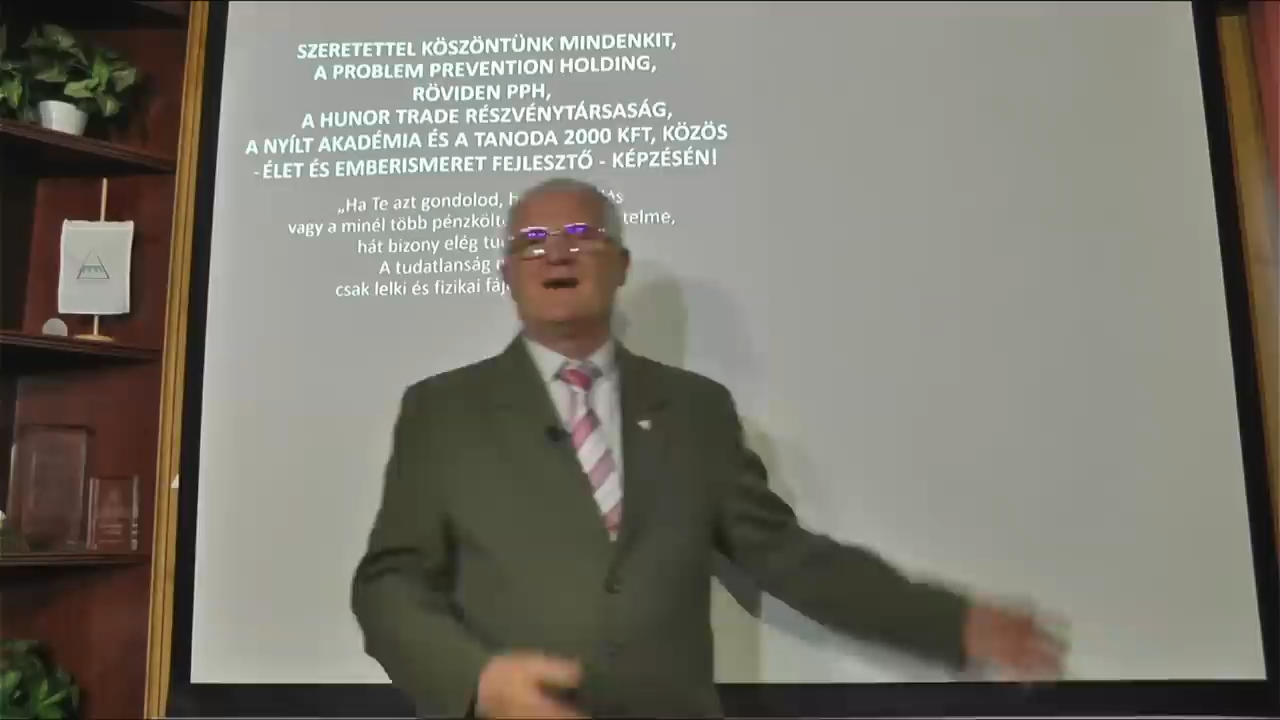 SZERETETTEL KÖSZÖNTÜNK MINDENKIT,
A PROBLEM PREVENTION HOLDING,
RÖVIDEN PPH,
A HUNOR TRADE RÉSZVÉNYTÁRSASÁG,
A NYÍLT AKADÉMIA ÉS A TANODA 2000 KFT, KÖZÖS
- ÉLET ÉS EMBERISMERET FEJLESZTŐ - KÉPZÉSÉN!
„Ha Te azt gondolod,
vagy a minél több
hát bizony elég
A tudatlanság
csak lelki és fizikai